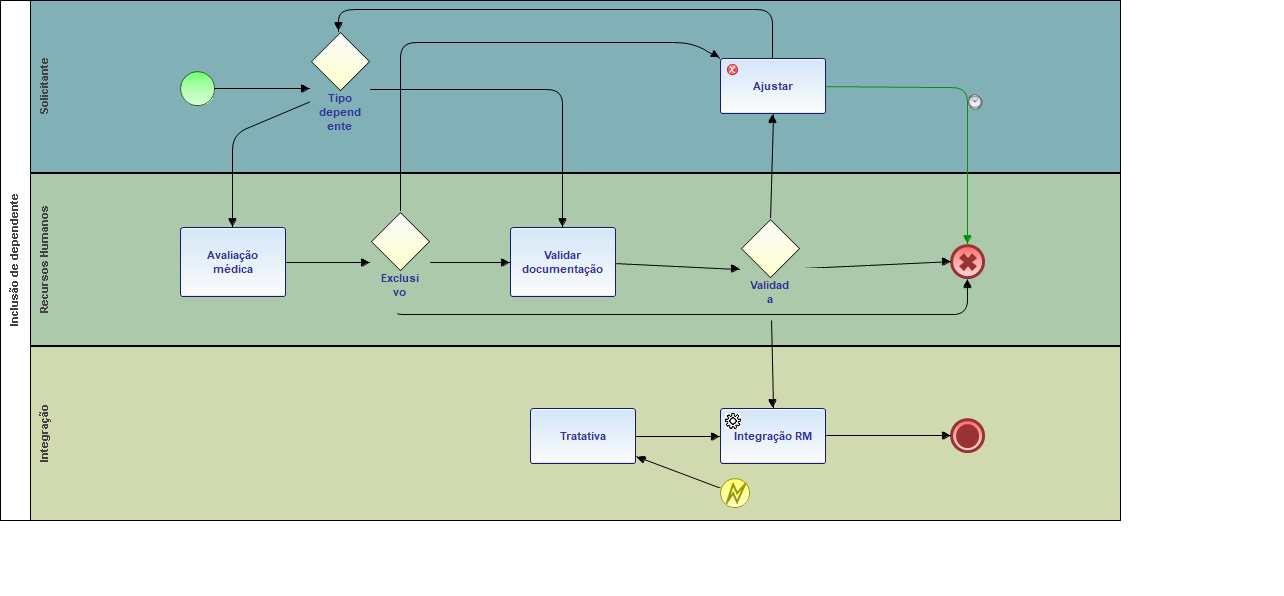 Inclusão de dependente
Solicitante
Tipo
depend
ente
Ajustar
Recursos Humanos
Avaliação
médica
Exclusi
vo
Validar
documentação
Validad
a
Integração
Tratativa
Integração RM